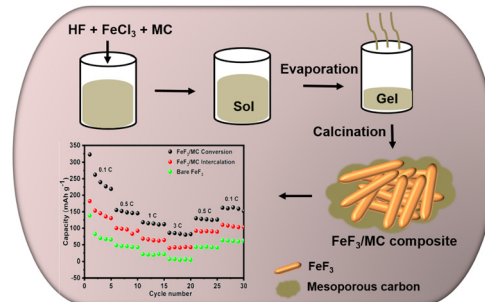 HF + FeCl₃ + MC
Evaporation
Sol
Gel
Calcination
FeF₃/MC composite
FeF₃
Mesoporous carbon
Capacity (mAh g⁻¹)
350
300
250
200
150
100
50
0
-50
FeF₃/MC Conversion
FeF₃/MC Intercalation
Bare FeF₃
0.1 C
0.5 C
1 C
3 C
0.5 C
0.1 C
0 5 10 15 20 25 30
Cycle number